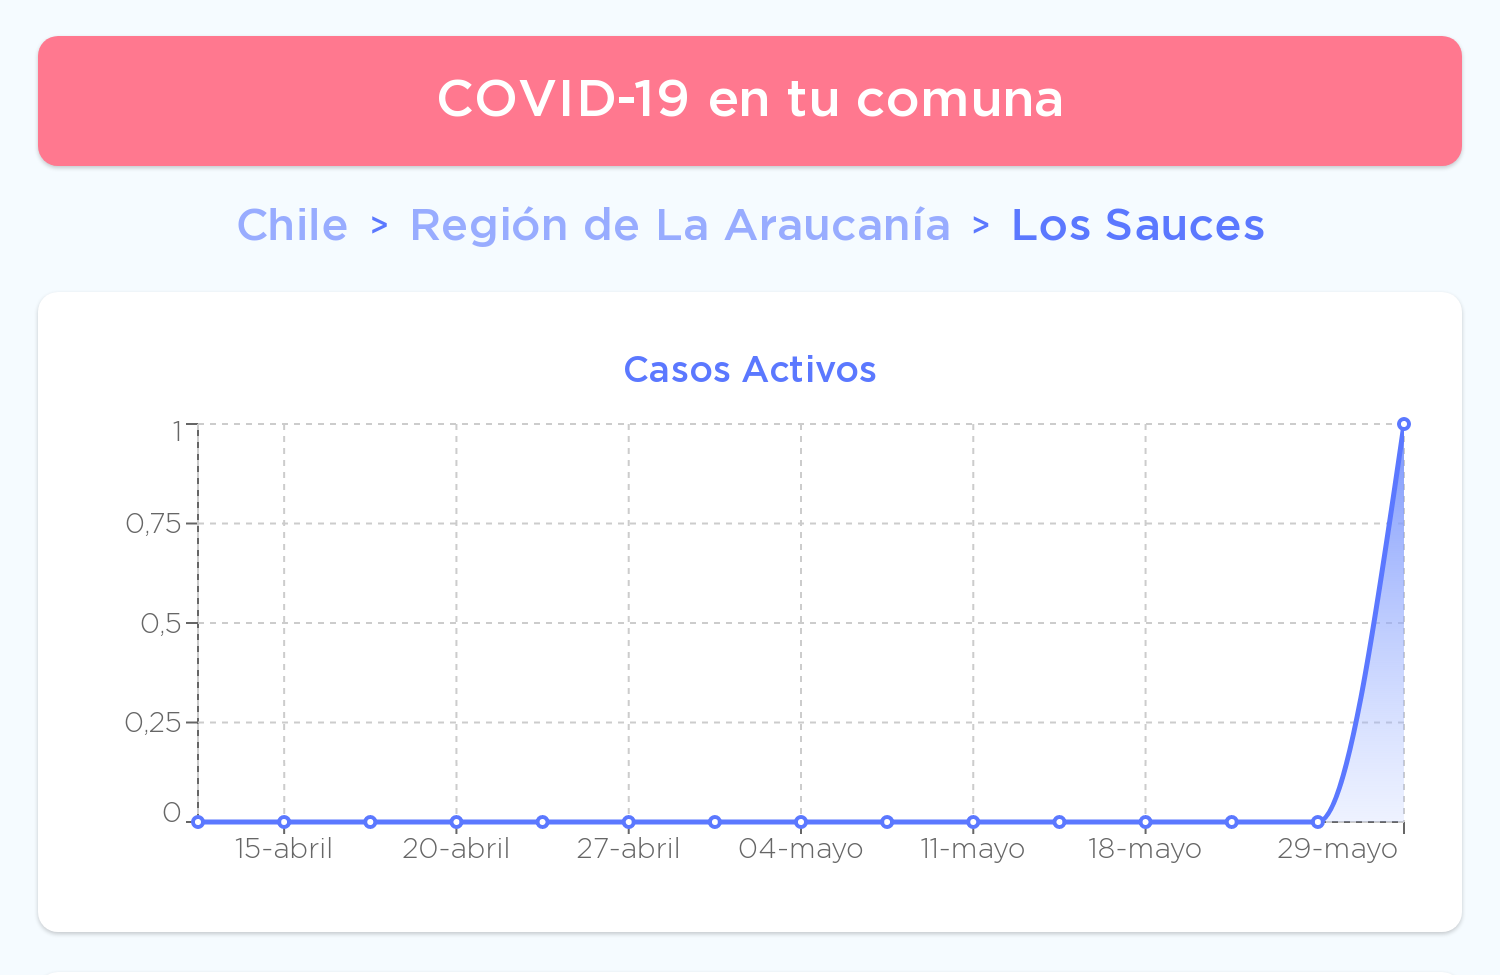 COVID-19 en tu comuna
Chile > Región de La Araucanía > Los Sauces
Casos Activos
1
0,75
0,5
0,25
0
15-abril 20-abril 27-abril 04-mayo 11-mayo 18-mayo 29-mayo